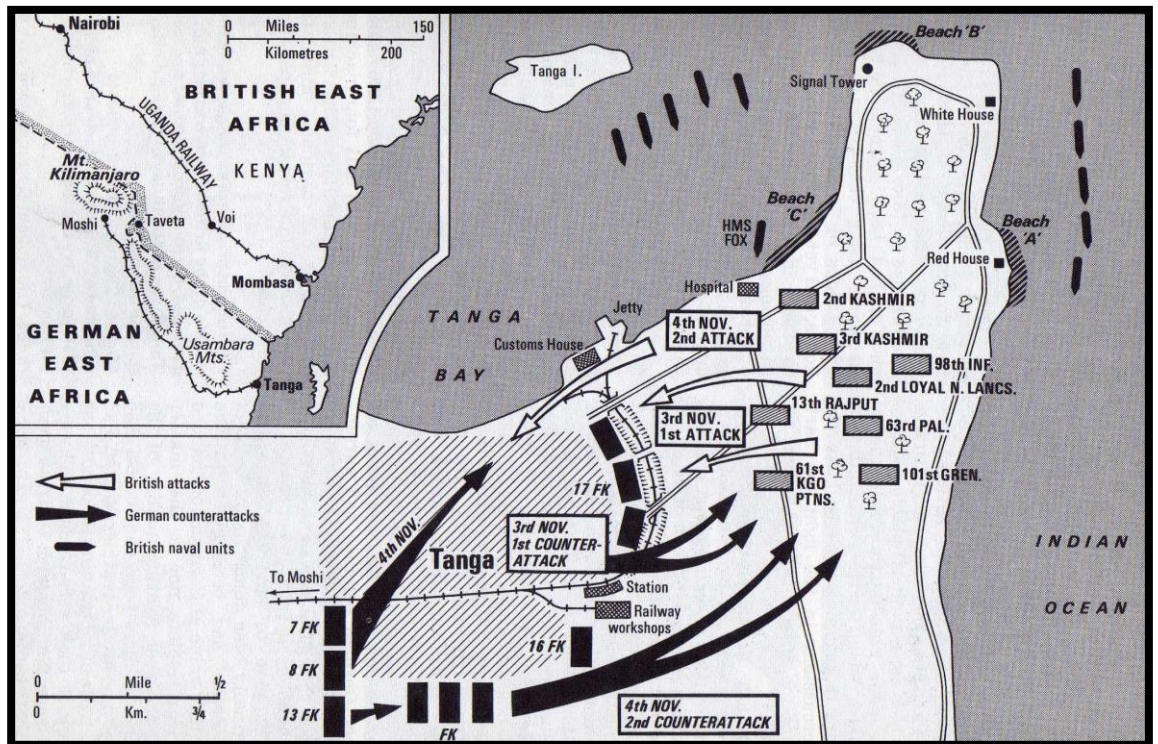 Nairobi
0 Miles 150
0 Kilometres 200
BRITISH EAST
AFRICA
UGANDA RAILWAY
KENYA
Mt.
Kilimanjaro
Moshi
Taveta
Voi
Mombasa
GERMAN
EAST
AFRICA
Usambara
Mts.
Tanga
Tanga I.
Beach 'B'
Signal Tower
White House
Beach
'C'
HMS
FOX
Beach
'A'
Red House
Hospital
2nd KASHMIR
TANGA
BAY
Jetty
Customs House
4th NOV.
2nd ATTACK
3rd KASHMIR
98th INF.
2nd LOYAL N. LANCS.
13th RAJPUT
3rd NOV.
1st ATTACK
63rd PAL.
61st
KGO
PTNS.
101st GREN.
British attacks
German counterattacks
British naval units
17 FK
4th NOV.
3rd NOV.
1st COUNTER-
ATTACK
Tanga
INDIAN
OCEAN
To Moshi
Station
Railway
workshops
7 FK
8 FK
13 FK
16 FK
FK
4th NOV.
2nd COUNTERATTACK
0 Mile 1/2
0 Km. 3/4